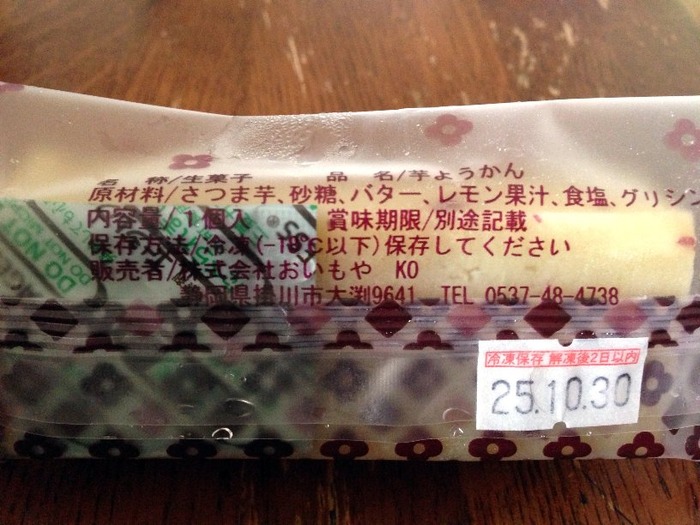 名 称/生菓子 品 名/芋ようかん
原材料/さつま芋、砂糖、バター、レモン果汁、食塩、グリシン
内容量/1個入 賞味期限/別途記載
保存方法/冷凍(-18℃以下)保存してください
販売者/株式会社おいもや KO
静岡県掛川市大渕9641 TEL 0537-48-4738
冷凍保存 解凍後2日以内
25.10.30
DO NOT